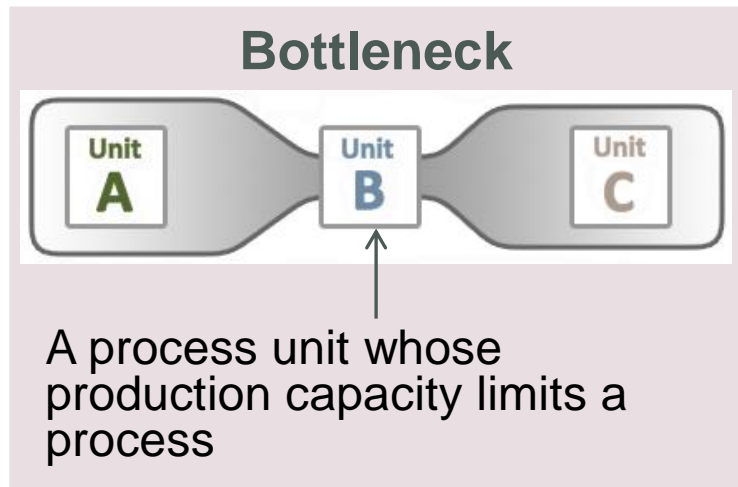 Bottleneck
Unit
A
Unit
B
Unit
C
A process unit whose
production capacity limits a
process